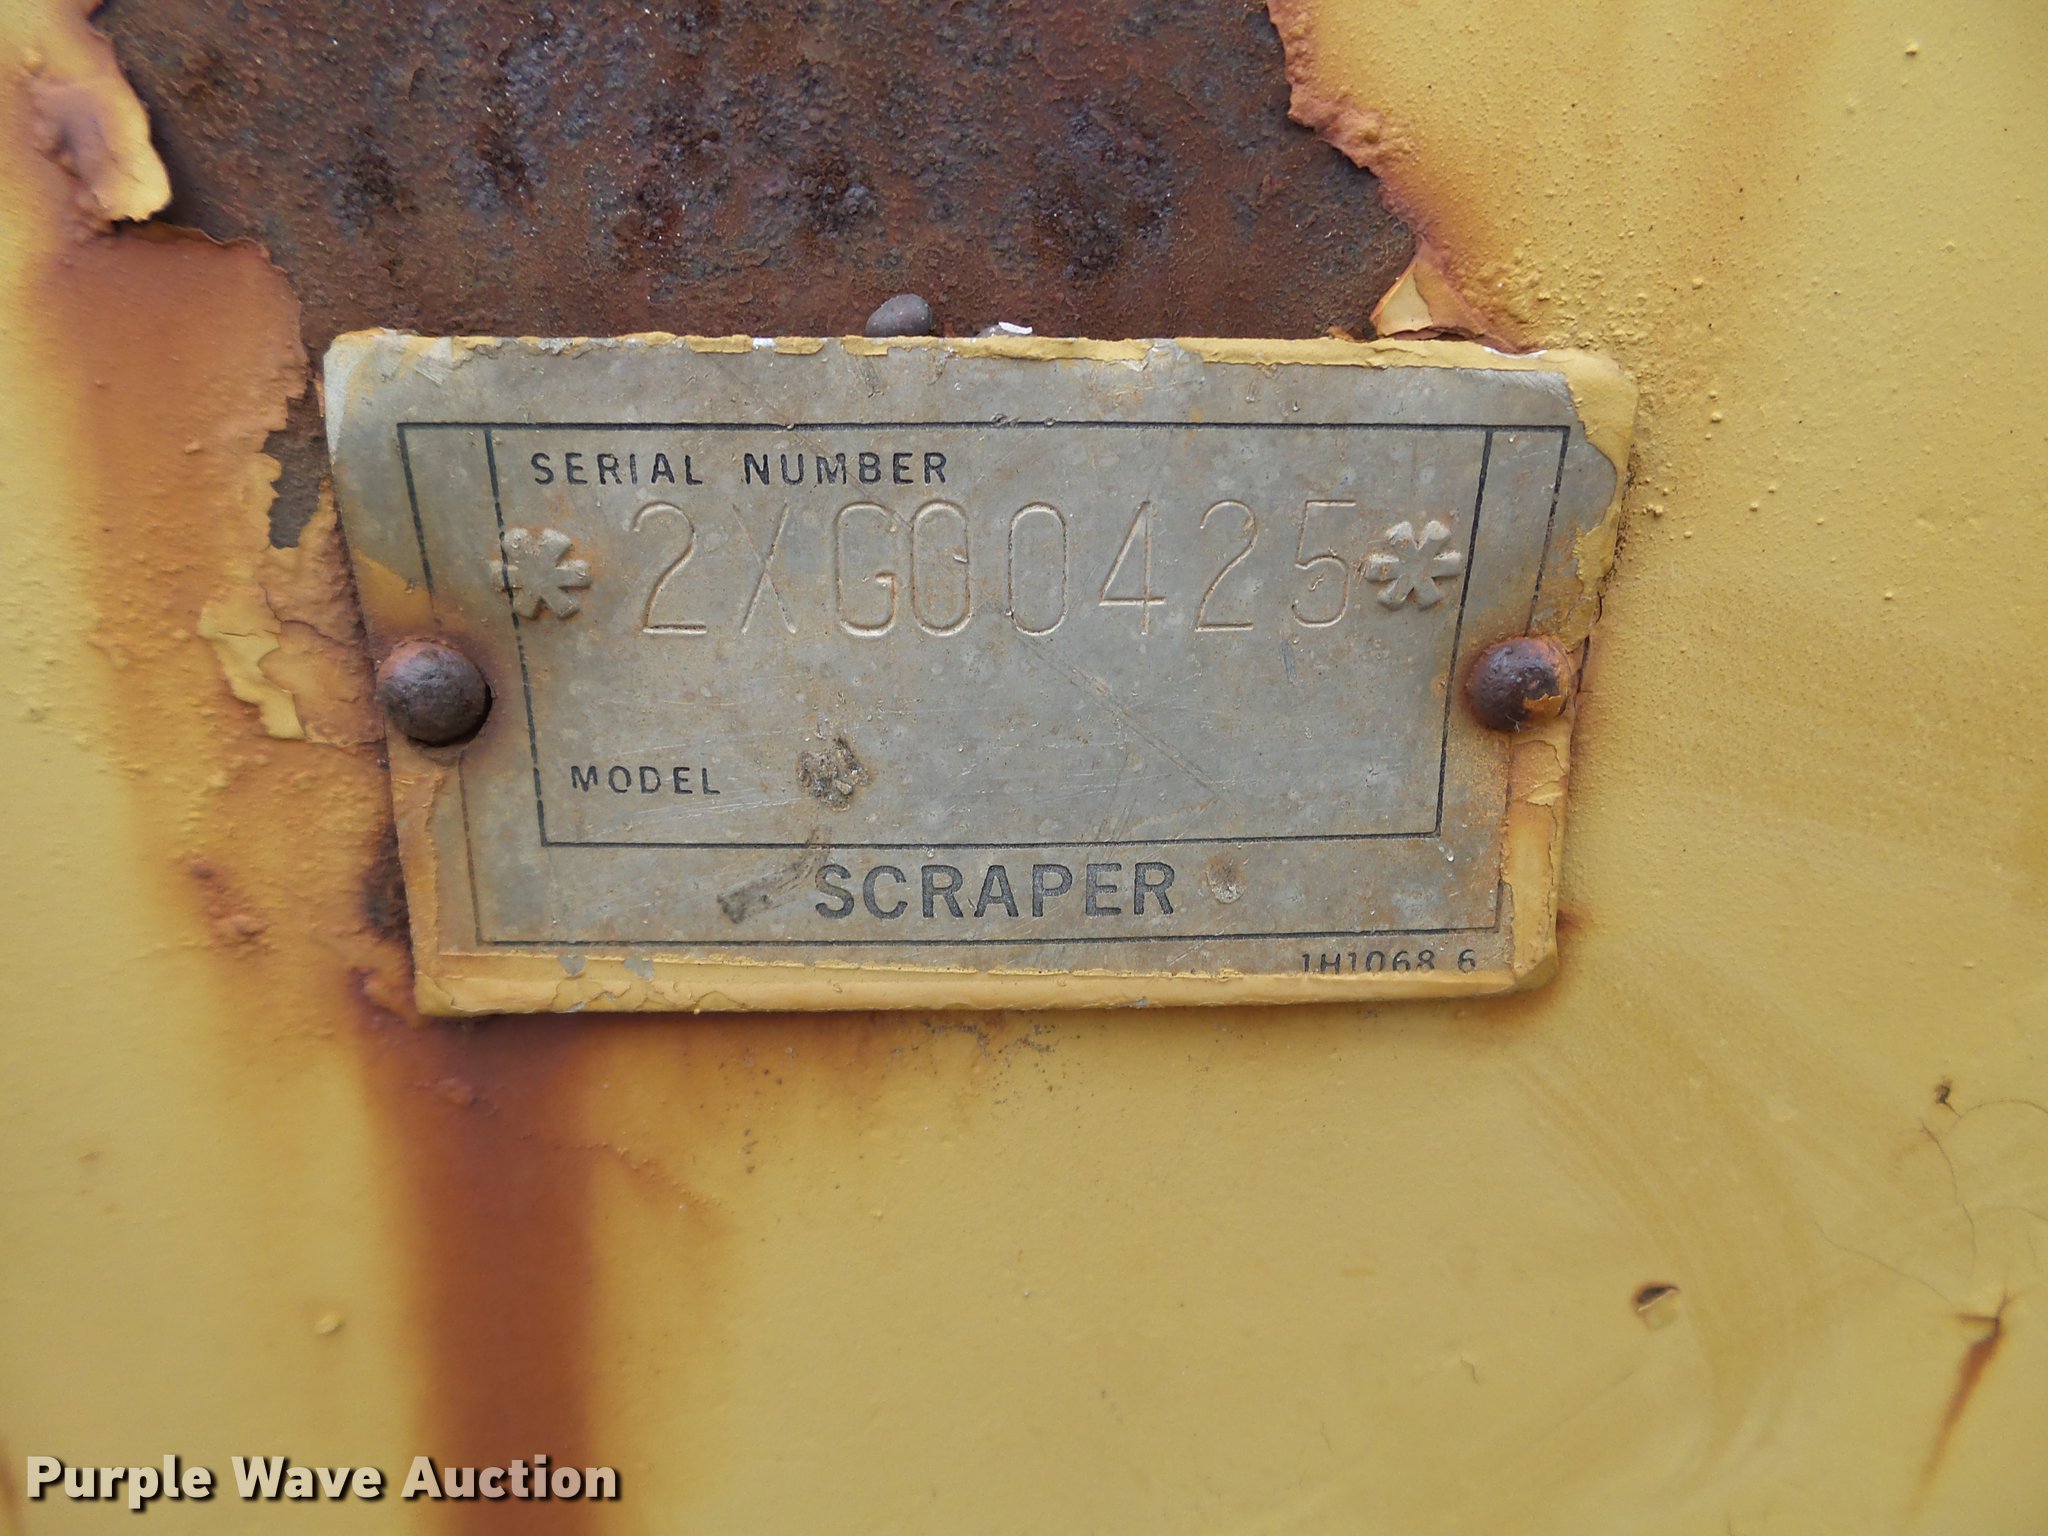 SERIAL NUMBER
*2XG00425*
MODEL
SCRAPER
1H1068 6
Purple Wave Auction